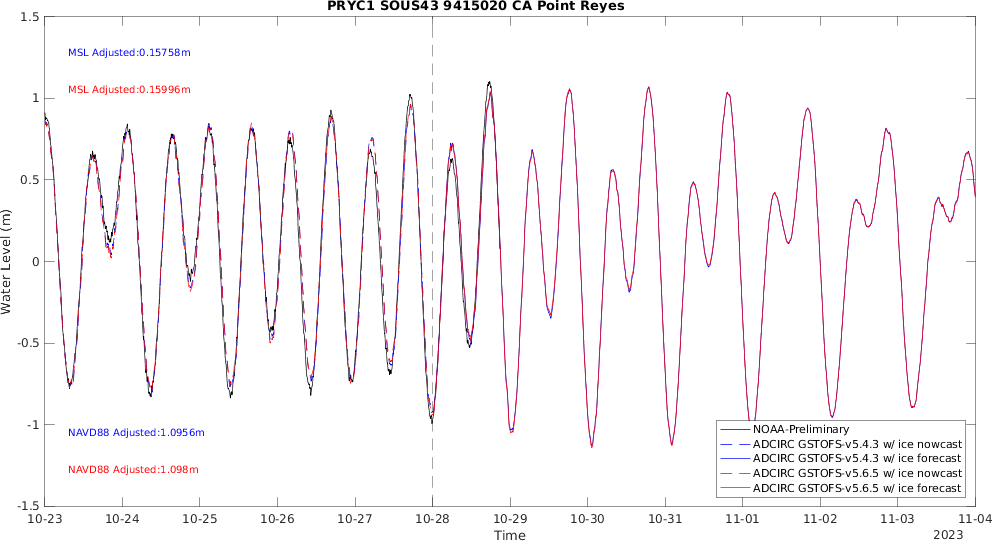 PRYC1 SOUS43 9415020 CA Point Reyes
1.5
1
0.5
0
-0.5
-1
-1.5
Water Level (m)
MSL Adjusted:0.15758m
MSL Adjusted:0.15996m
NAVD88 Adjusted:1.0956m
NAVD88 Adjusted:1.098m
NOAA-Preliminary
ADCIRC GSTOFS-v5.4.3 w/ ice nowcast
ADCIRC GSTOFS-v5.4.3 w/ ice forecast
ADCIRC GSTOFS-v5.6.5 w/ ice nowcast
ADCIRC GSTOFS-v5.6.5 w/ ice forecast
10-23 10-24 10-25 10-26 10-27 10-28 10-29 10-30 10-31 11-01 11-02 11-03 11-04
Time
2023